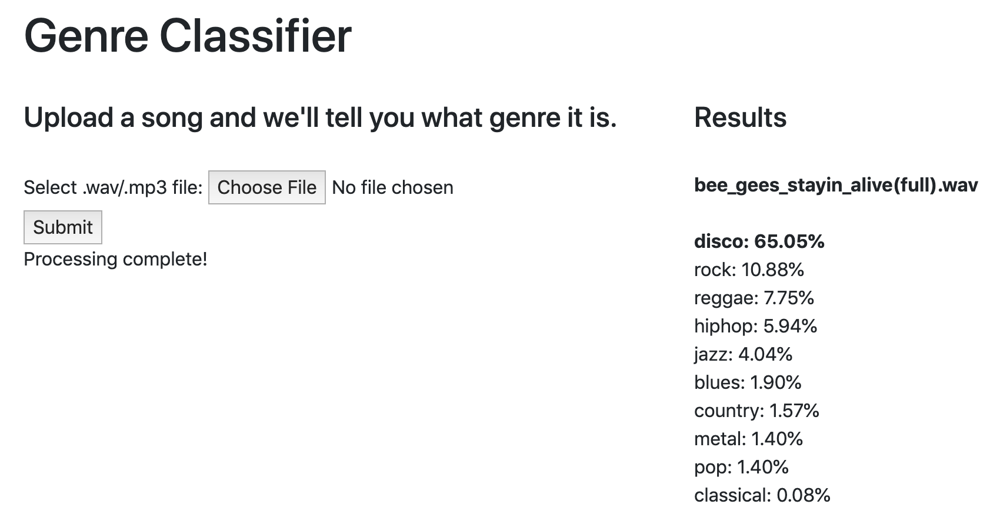 Genre Classifier
Upload a song and we'll tell you what genre it is.
Select .wav/.mp3 file: Choose File No file chosen
Submit
Processing complete!
Results
bee_gees_stayin_alive(full).wav
disco: 65.05%
rock: 10.88%
reggae: 7.75%
hiphop: 5.94%
jazz: 4.04%
blues: 1.90%
country: 1.57%
metal: 1.40%
pop: 1.40%
classical: 0.08%